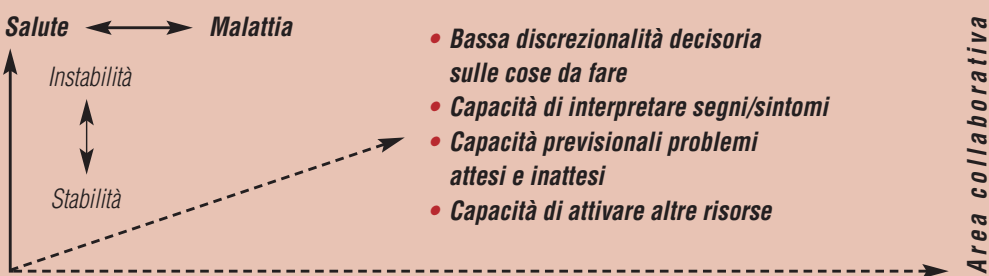 Salute Malattia
Instabilità
Stabilità
• Bassa discrezionalità decisoria
sulle cose da fare
• Capacità di interpretare segni/sintomi
• Capacità previsionali problemi
attesi e inattesi
• Capacità di attivare altre risorse
Area collaborativa